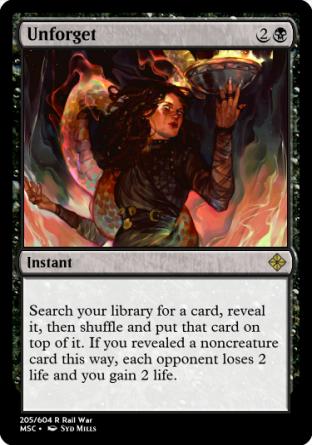 Unforget 2
Instant
Search your library for a card, reveal
it, then shuffle and put that card on
top of it. If you revealed a noncreature
card this way, each opponent loses 2
life and you gain 2 life.
205/604 R Rail War
MSC • Syd Mills